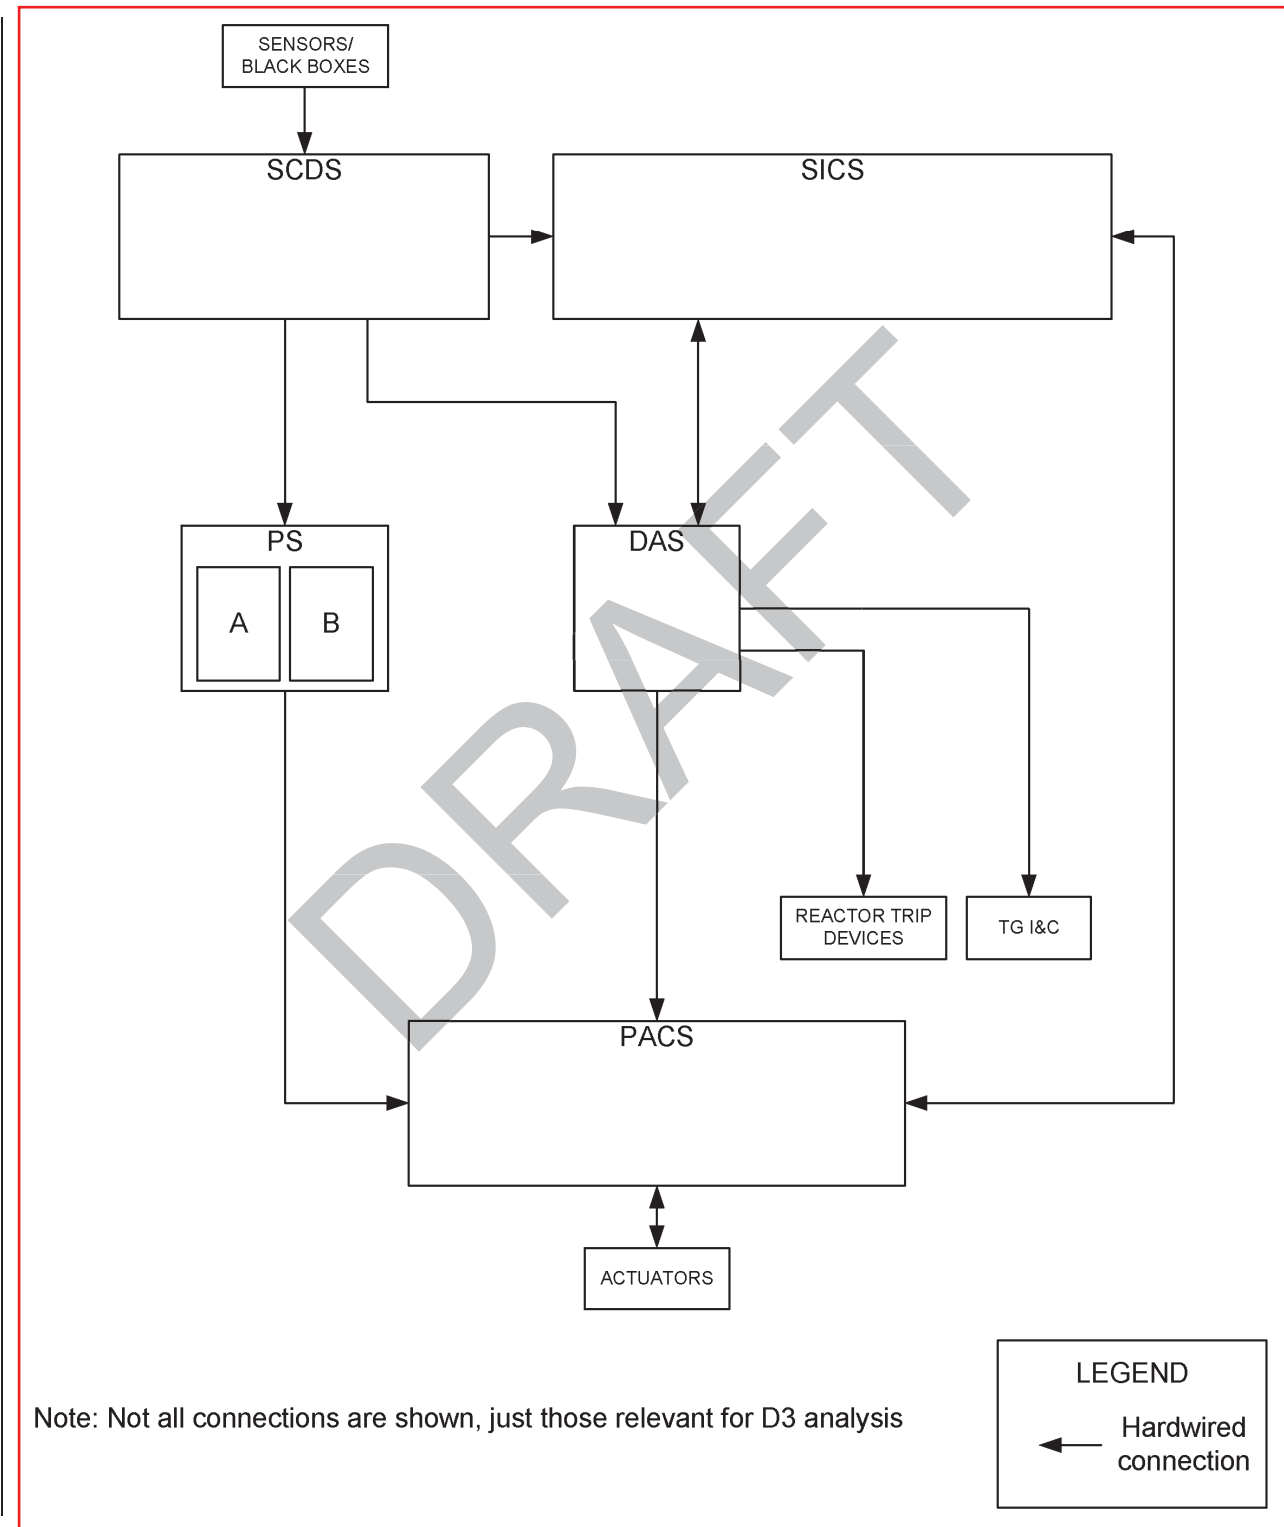 SENSORS/
BLACK BOXES
SCDS
SICS
PS
A
B
DAS
REACTOR TRIP
DEVICES
TG I&C
PACS
ACTUATORS
DRAFT
Note: Not all connections are shown, just those relevant for D3 analysis
LEGEND
Hardwired
connection